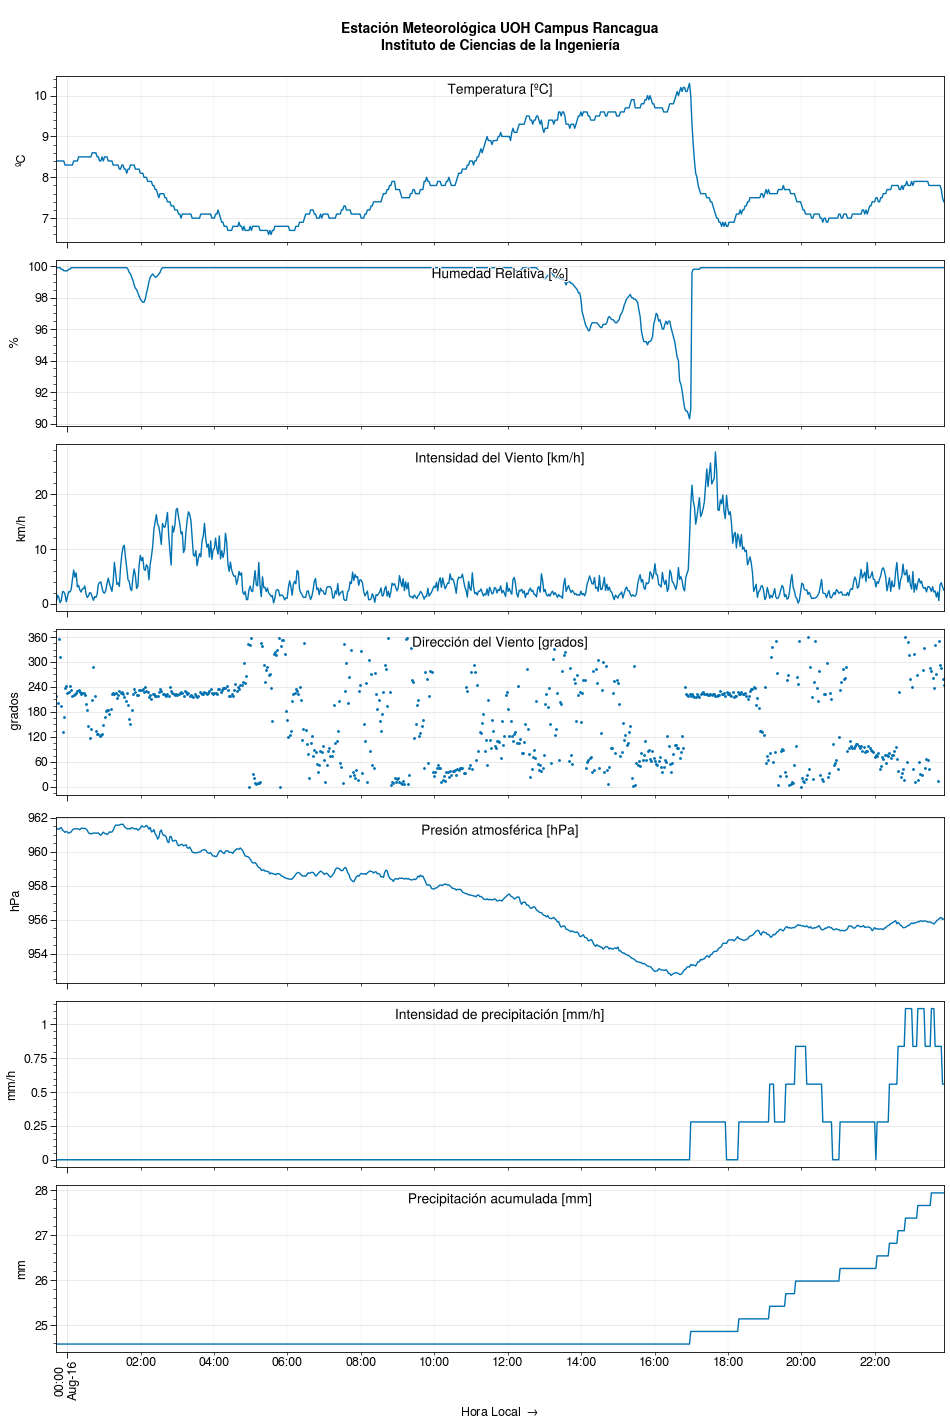 Estación Meteorológica UOH Campus Rancagua
Instituto de Ciencias de la Ingeniería
Temperatura [ºC]
ºC
10
9
8
7
Humedad Relativa [%]
%
100
98
96
94
92
90
Intensidad del Viento [km/h]
km/h
20
10
0
Dirección del Viento [grados]
grados
360
300
240
180
120
60
0
Presión atmosférica [hPa]
hPa
962
960
958
956
954
Intensidad de precipitación [mm/h]
mm/h
1
0.75
0.5
0.25
0
Precipitación acumulada [mm]
mm
28
27
26
25
00:00
Aug-16
02:00
04:00
06:00
08:00
10:00
12:00
14:00
16:00
18:00
20:00
22:00
Hora Local →